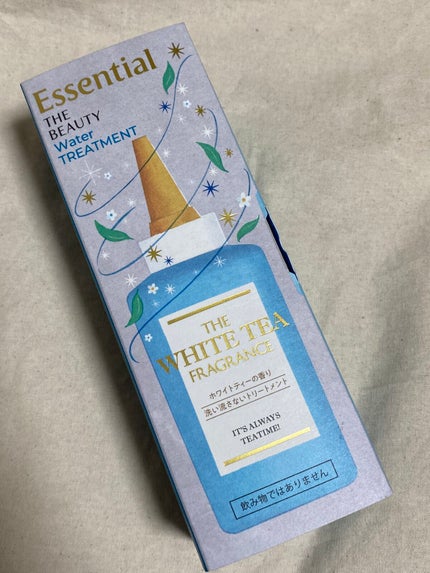 Essential
THE
BEAUTY
Water
TREATMENT
THE
WHITE TEA
FRAGRANCE
ホワイトティーの香り
洗い流さないトリートメント
IT'S ALWAYS
TEATIME!
飲み物ではありません。